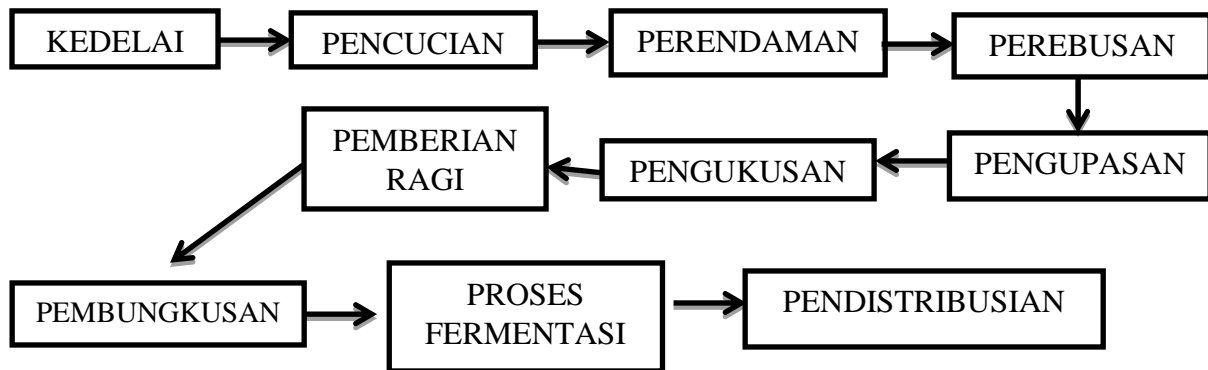 KEDELAI
PENCUCIAN
PERENDAMAN
PEREBUSAN
PENGUPASAN
PENGUKUSAN
PEMBERIAN
RAGI
PEMBUNGKUSAN
PROSES
FERMENTASI
PENDISTRIBUSIAN